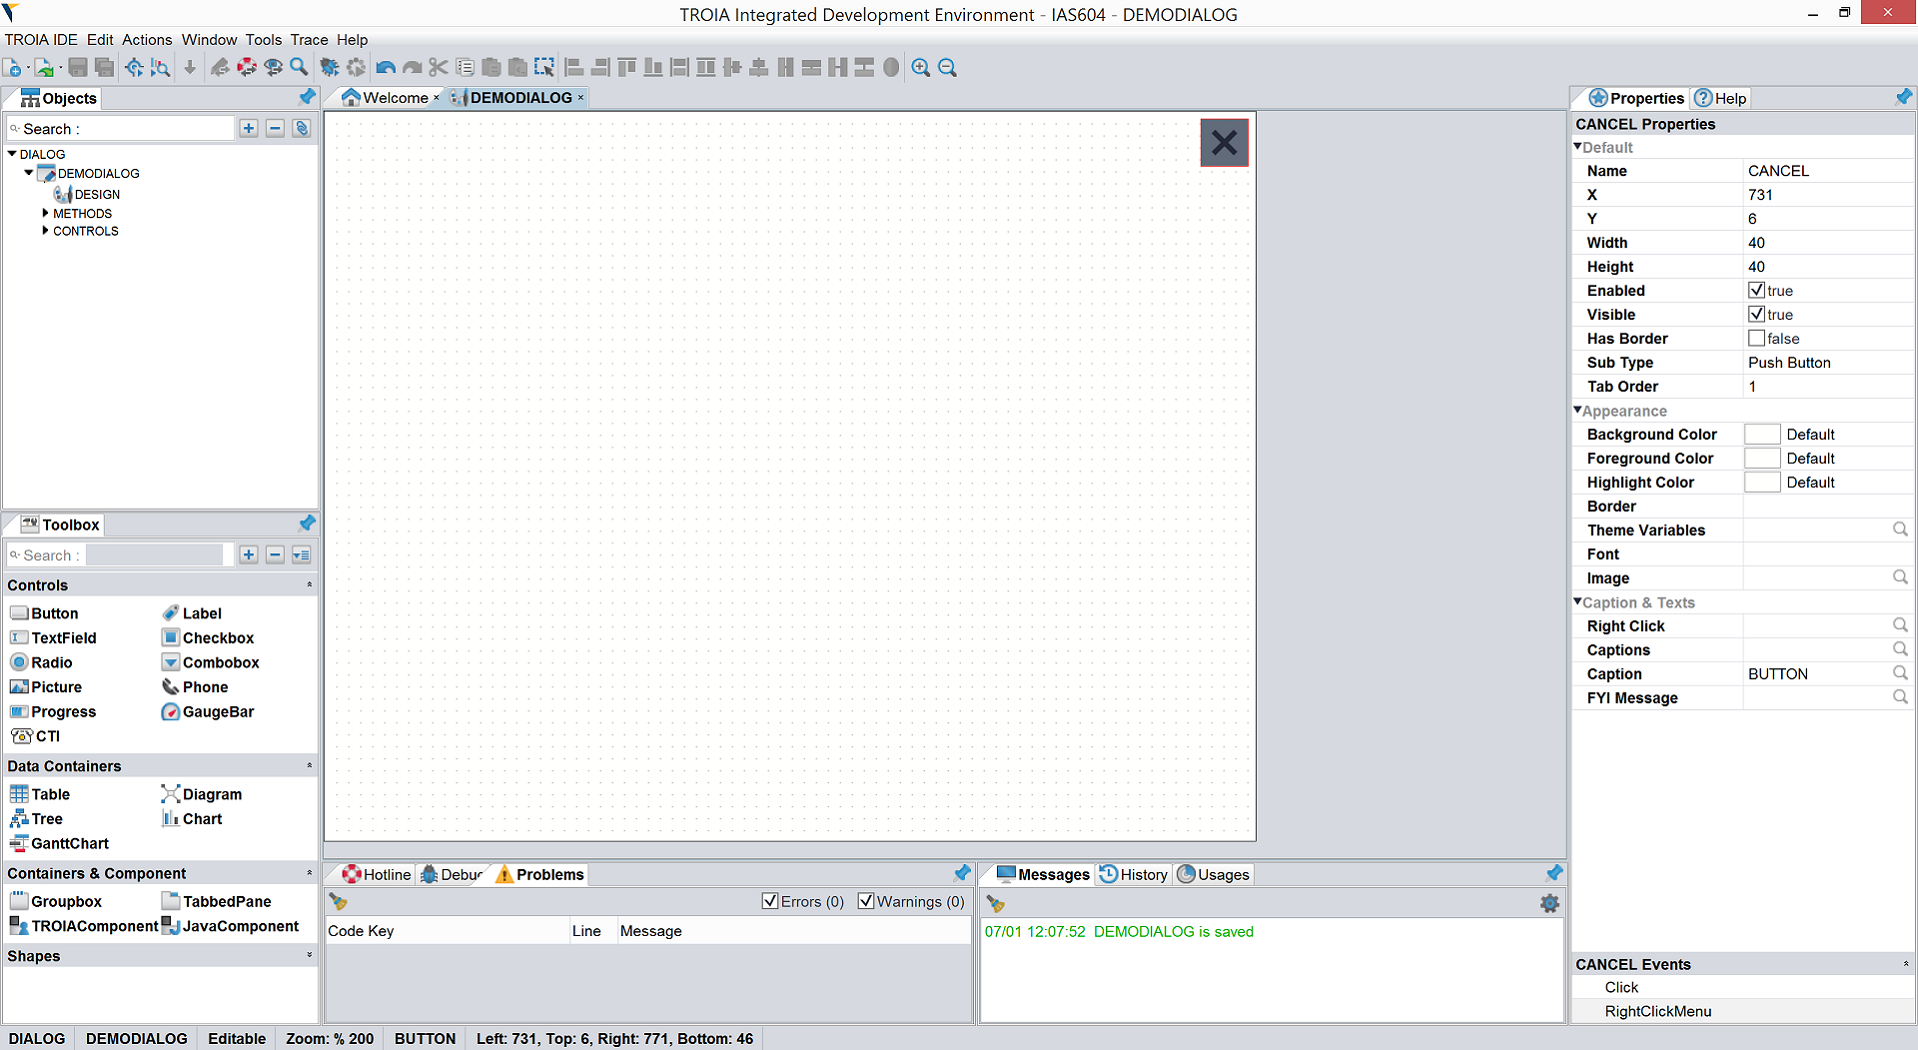 TROIA Integrated Development Environment - IAS604 - DEMODIALOG
TROIA IDE Edit Actions Window Tools Trace Help
Objects
Search :
DIALOG
DEMODIALOG
DESIGN
METHODS
CONTROLS
Toolbox
Search :
Controls
Button Label
TextField Checkbox
Radio Combobox
Picture Phone
Progress GaugeBar
CTI
Data Containers
Table Diagram
Tree Chart
GanttChart
Containers & Component
Groupbox TabbedPane
TROIAComponent JavaComponent
Shapes
Welcome × DEMODIALOG ×
Hotline Debug Problems
Errors (0) Warnings (0)
Code Key Line Message
Messages History Usages
07/01 12:07:52 DEMODIALOG is saved
Properties Help
CANCEL Properties
Default
Name CANCEL
X 731
Y 6
Width 40
Height 40
Enabled true
Visible true
Has Border false
Sub Type Push Button
Tab Order 1
Appearance
Background Color Default
Foreground Color Default
Highlight Color Default
Border
Theme Variables
Font
Image
Caption & Texts
Right Click
Captions
Caption BUTTON
FYI Message
CANCEL Events
Click
RightClickMenu
DIALOG DEMODIALOG Editable Zoom: % 200 BUTTON Left: 731, Top: 6, Right: 771, Bottom: 46